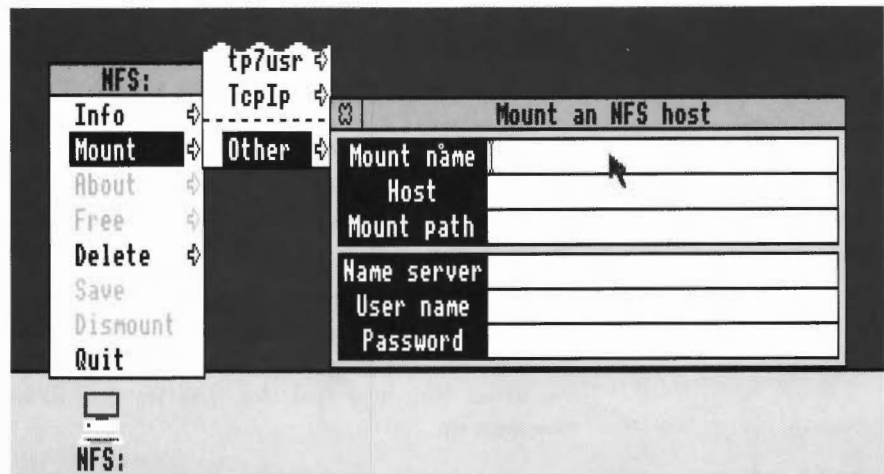 NFS:
Info
Mount
About
Free
Delete
Save
Dismount
Quit
tp7usr
TcpIp
Other
Mount an NFS host
Mount name
Host
Mount path
Name server
User name
Password
NFS: